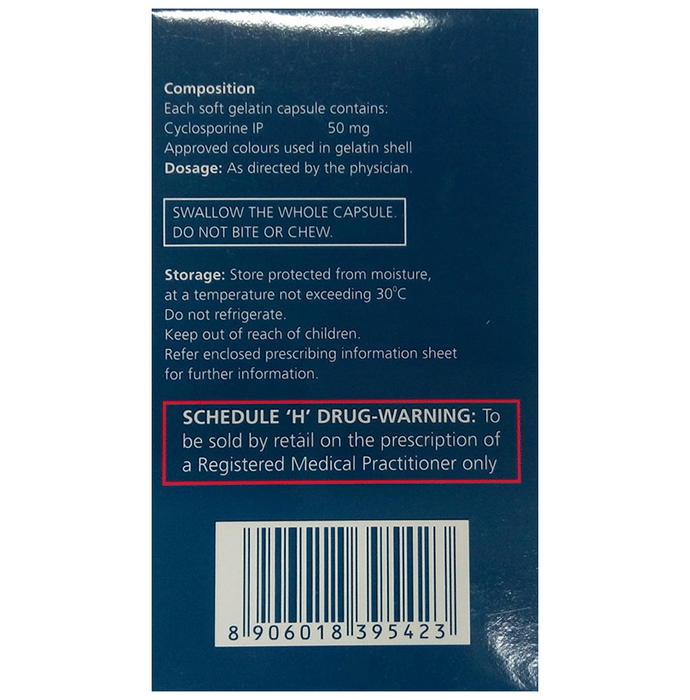 Composition
Each soft gelatin capsule contains:
Cyclosporine IP 50 mg
Approved colours used in gelatin shell
Dosage: As directed by the physician.
SWALLOW THE WHOLE CAPSULE.
DO NOT BITE OR CHEW.
Storage: Store protected from moisture,
at a temperature not exceeding 30°C
Do not refrigerate.
Keep out of reach of children.
Refer enclosed prescribing information sheet
for further information.
SCHEDULE ‘H’ DRUG-WARNING: To
be sold by retail on the prescription of
a Registered Medical Practitioner only
8 906018 395423